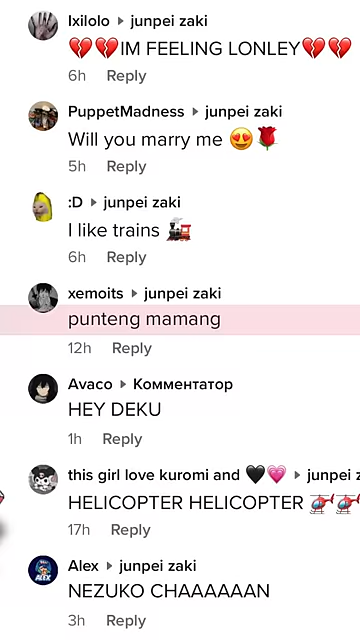 Ixilolo ▸ junpei zaki
💔💔IM FEELING LONLEY💔💔
6h Reply
PuppetMadness ▸ junpei zaki
Will you marry me 😍🌹
5h Reply
:D ▸ junpei zaki
I like trains 🚂
6h Reply
xemoits ▸ junpei zaki
punteng mamang
12h Reply
Avaco ▸ Комментатор
HEY DEKU
1h Reply
this girl love kuromi and 🖤💗 ▸ junpei z
HELICOPTER HELICOPTER 🚁🚁
17h Reply
Alex ▸ junpei zaki
NEZUKO CHAAAAAAN
3h Reply